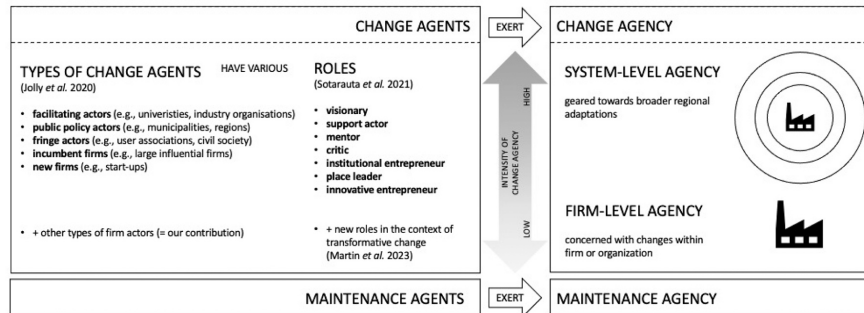 CHANGE AGENTS
EXERT
CHANGE AGENCY
TYPES OF CHANGE AGENTS
(Jolly et al. 2020)
HAVE VARIOUS
ROLES
(Sotarauta et al. 2021)
• facilitating actors (e.g., univeristies, industry organisations)
• public policy actors (e.g., municipalities, regions)
• fringe actors (e.g., user associations, civil society)
• incumbent firms (e.g., large influential firms)
• new firms (e.g., start-ups)
• visionary
• support actor
• mentor
• critic
• institutional entrepreneur
• place leader
• innovative entrepreneur
• + other types of firm actors (= our contribution)
• + new roles in the context of
transformative change
(Martin et al. 2023)
INTENSITY OF
CHANGE AGENCY
HIGH
LOW
SYSTEM-LEVEL AGENCY
geared towards broader regional
adaptations
FIRM-LEVEL AGENCY
concerned with changes within
firm or organization
MAINTENANCE AGENTS
EXERT
MAINTENANCE AGENCY